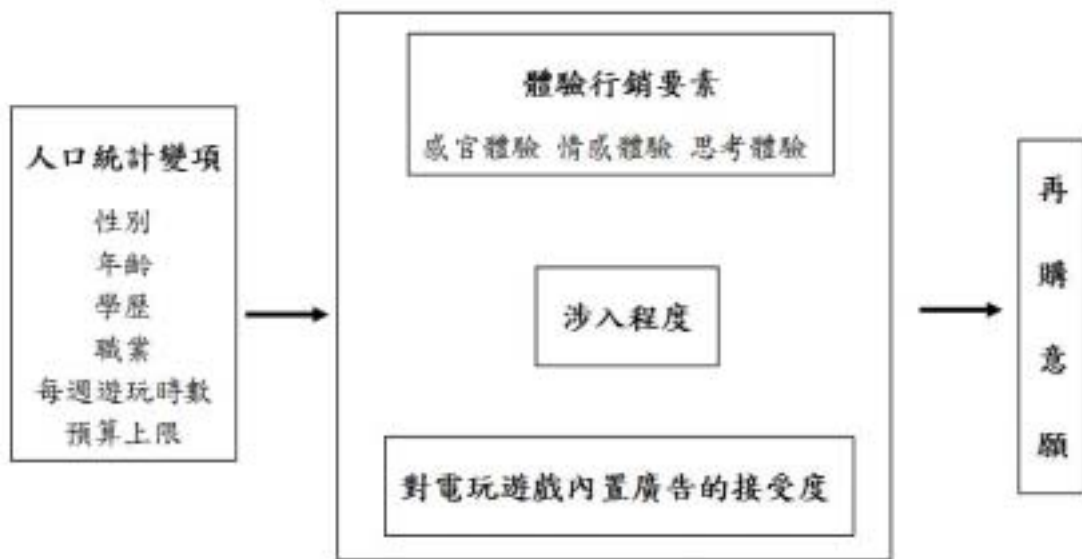 人口統計變項
性別
年齡
學歷
職業
每週遊玩時數
預算上限
體驗行銷要素
感官體驗 情感體驗 思考體驗
涉入程度
對電玩遊戲內置廣告的接受度
再購意願